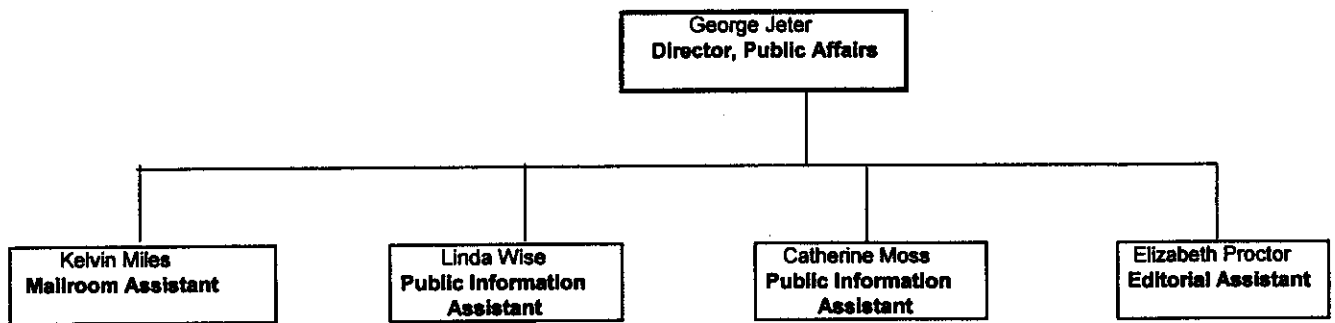 George Jeter
Director, Public Affairs
Kelvin Miles
Mailroom Assistant
Linda Wise
Public Information
Assistant
Catherine Moss
Public Information
Assistant
Elizabeth Proctor
Editorial Assistant